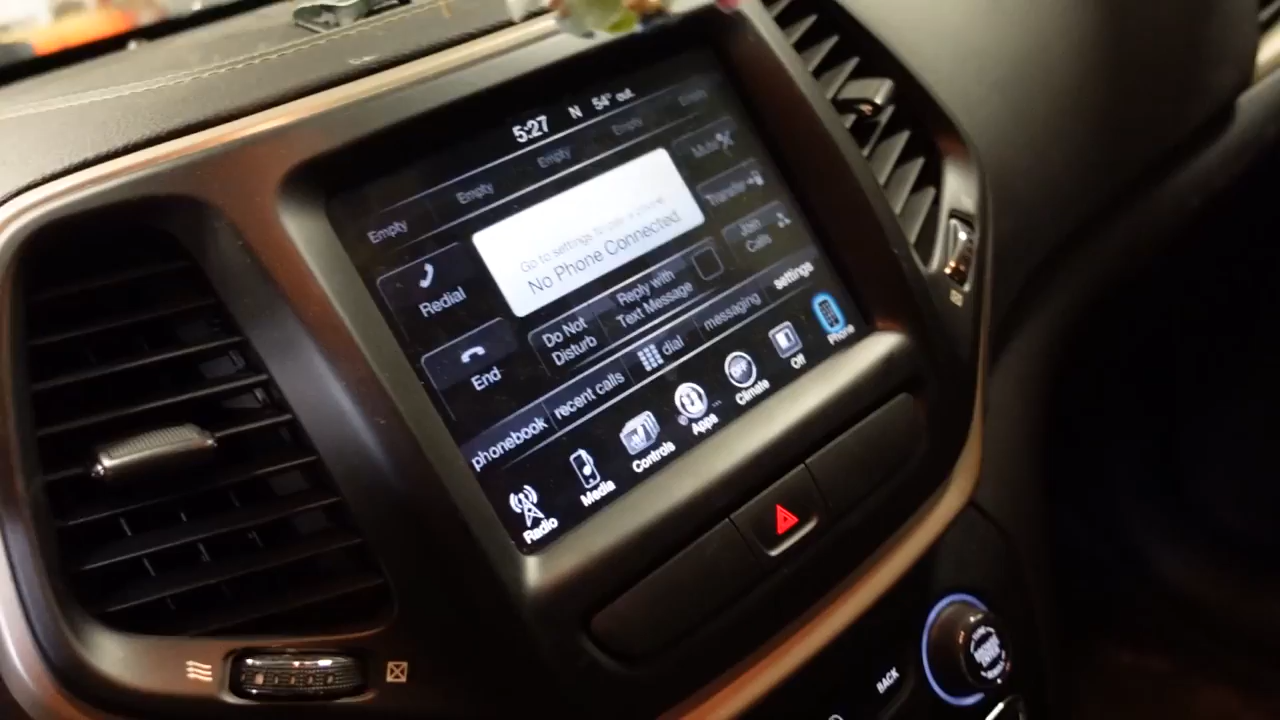 5:27 N 54° out
Empty Empty Empty Empty Empty
Redial
Go to settings to pair a phone
No Phone Connected
Mute
Transfer
Join
Calls
End
Do Not
Disturb
Reply with
Text Message
phonebook recent calls dial messaging settings
Radio Media Controls Apps Climate Off Phone
OFF
BACK